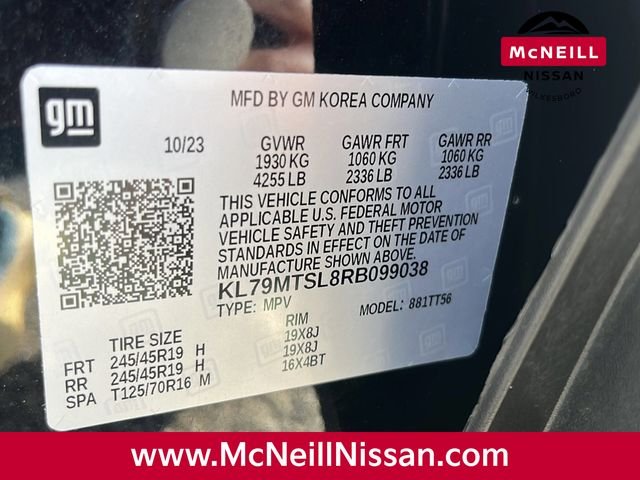 McNEILL
NISSAN
WILKESBORO
gm
MFD BY GM KOREA COMPANY
10/23 GVWR GAWR FRT GAWR RR
1930 KG 1060 KG 1060 KG
4255 LB 2336 LB 2336 LB
THIS VEHICLE CONFORMS TO ALL
APPLICABLE U.S. FEDERAL MOTOR
VEHICLE SAFETY AND THEFT PREVENTION
STANDARDS IN EFFECT ON THE DATE OF
MANUFACTURE SHOWN ABOVE.
KL79MTSL8RB099038
TYPE: MPV MODEL: 881TT56
TIRE SIZE RIM
FRT 245/45R19 H 19X8J
RR 245/45R19 H 19X8J
SPA T125/70R16 M 16X4BT
www.McNeillNissan.com